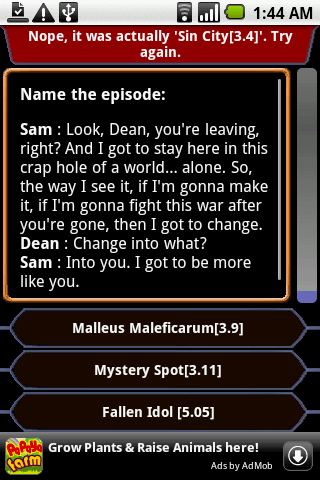 1:44 AM
Nope, it was actually 'Sin City[3.4]'. Try
again.
Name the episode:
Sam : Look, Dean, you're leaving,
right? And I got to stay here in this
crap hole of a world... alone. So,
the way I see it, if I'm gonna make
it, if I'm gonna fight this war after
you're gone, then I got to change.
Dean : Change into what?
Sam : Into you. I got to be more
like you.
Malleus Maleficarum[3.9]
Mystery Spot[3.11]
Fallen Idol [5.05]
PaPaYa
Farm
Grow Plants & Raise Animals here!
Ads by AdMob